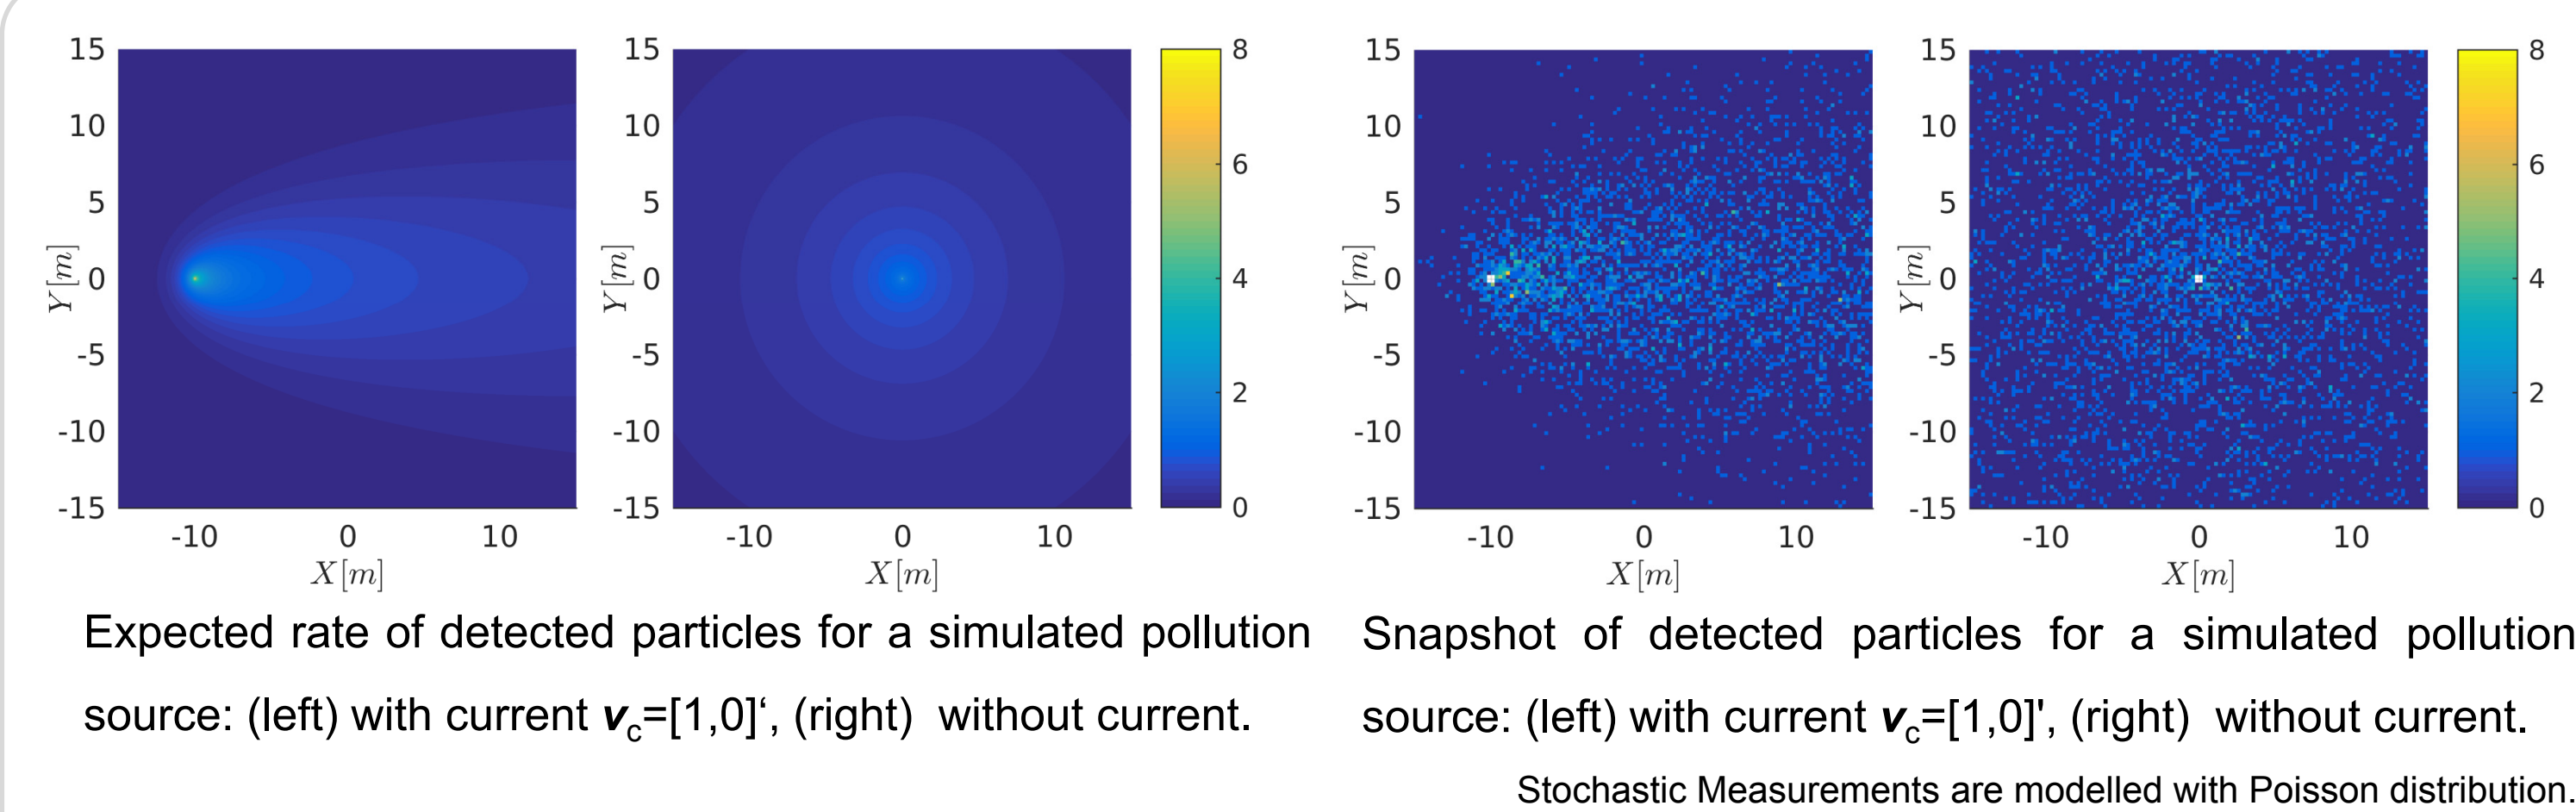 15
10
5
0
-5
-10
-15
-10 0 10
X[m]
Y[m]
15
10
5
0
-5
-10
-15
-10 0 10
X[m]
Y[m]
8
6
4
2
0
15
10
5
0
-5
-10
-15
-10 0 10
X[m]
Y[m]
15
10
5
0
-5
-10
-15
-10 0 10
X[m]
Y[m]
8
6
4
2
0
Expected rate of detected particles for a simulated pollution
source: (left) with current vc=[1,0]‘, (right) without current.
Snapshot of detected particles for a simulated pollution
source: (left) with current vc=[1,0]', (right) without current.
Stochastic Measurements are modelled with Poisson distribution.